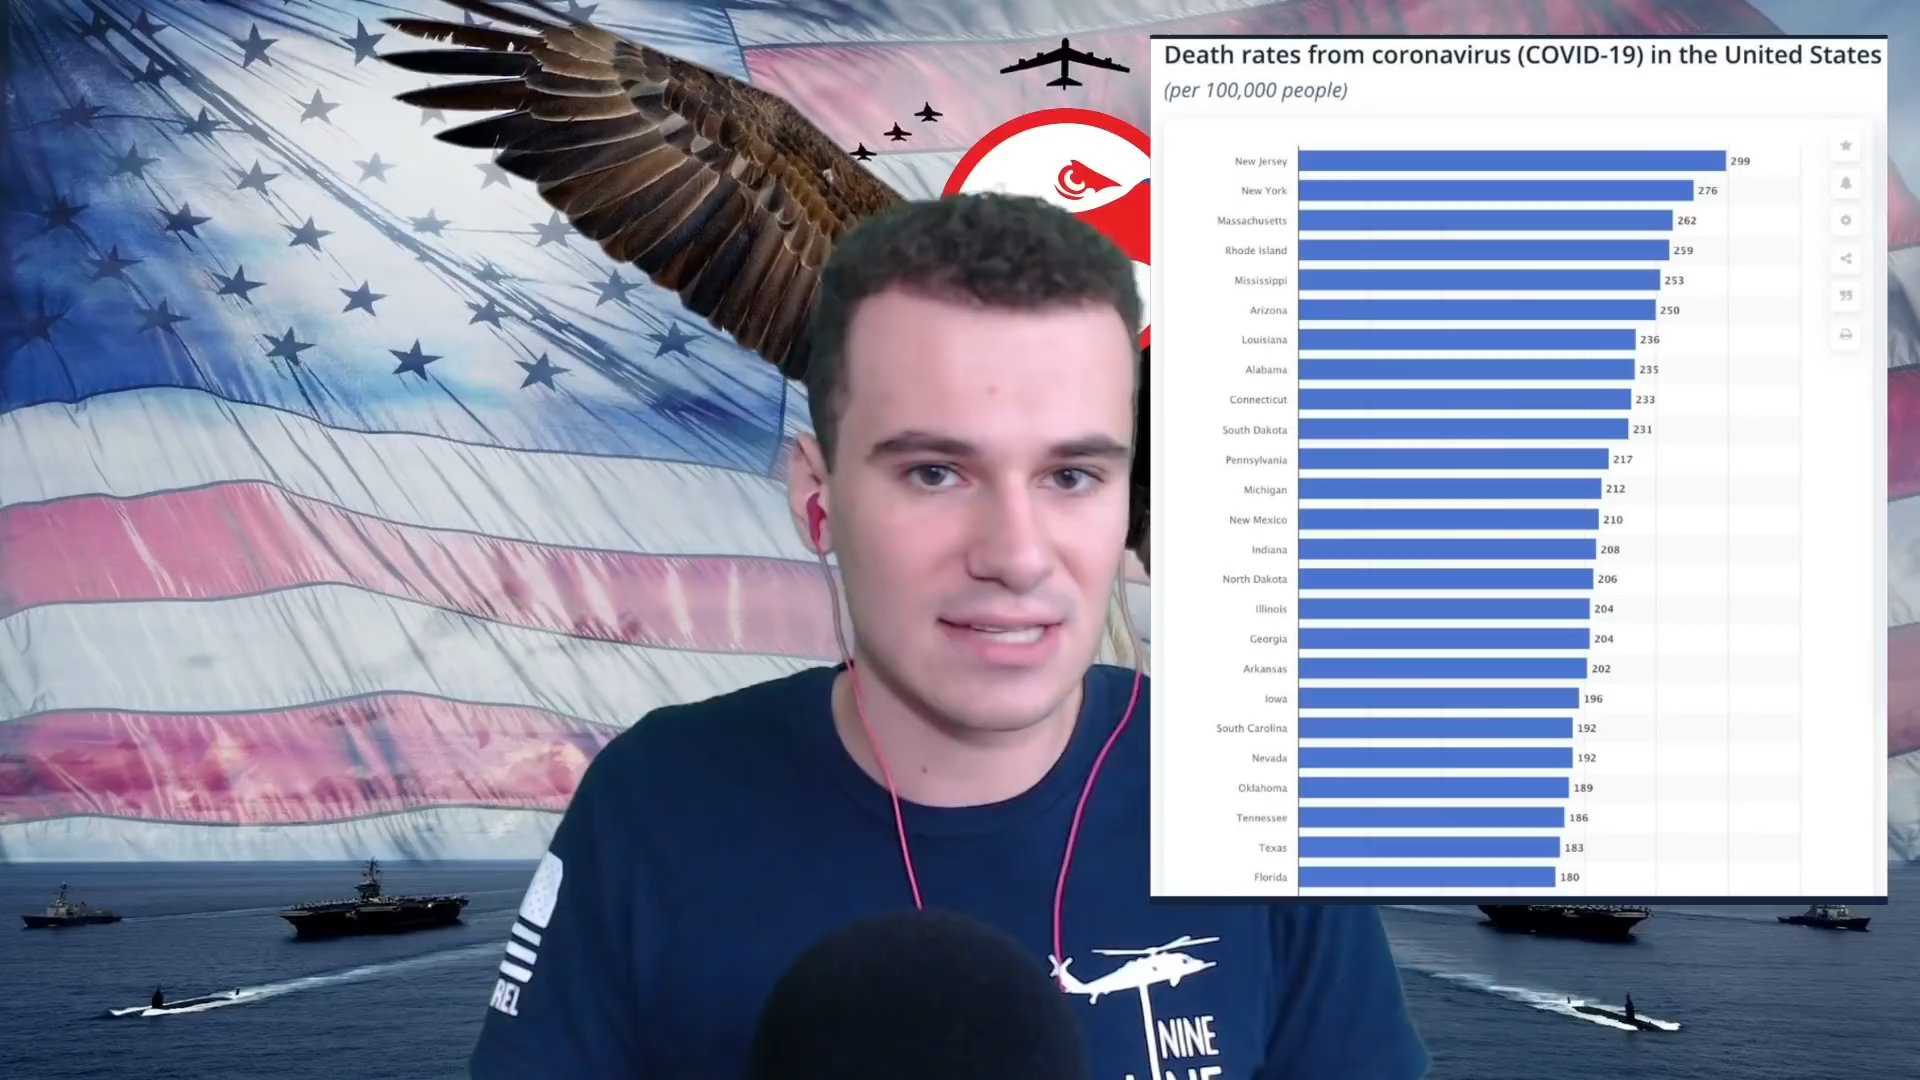 Death rates from coronavirus (COVID-19) in the United States
(per 100,000 people)
New Jersey 299
New York 276
Massachusetts 262
Rhode Island 259
Mississippi 253
Arizona 250
Louisiana 236
Alabama 235
Connecticut 233
South Dakota 231
Pennsylvania 217
Michigan 212
New Mexico 210
Indiana 208
North Dakota 206
Illinois 204
Georgia 204
Arkansas 202
Iowa 196
South Carolina 192
Nevada 192
Oklahoma 189
Tennessee 186
Texas 183
Florida 180
REL
NINE